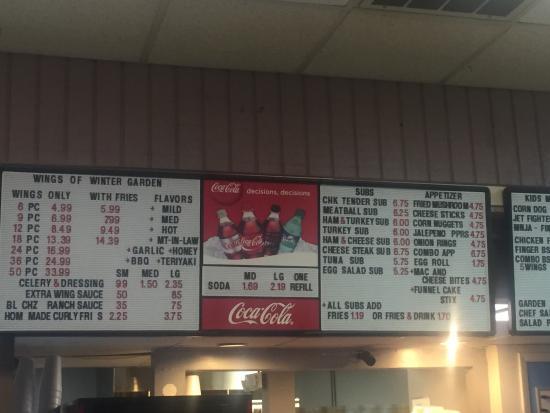 WINGS OF WINTER GARDEN
WINGS ONLY WITH FRIES FLAVORS
6 PC 4.99 5.99 + MILD
9 PC 6.99 799 + MED
12 PC 8.49 9.49 + HOT
18 PC 13.39 14.39 + MT-IN-LAW
24 PC 16.99 +GARLIC +HONEY
36 PC 24.99 +BBQ +TERIYAKI
50 PC 33.99 SM MED LG
CELERY & DRESSING 99 1.50 2.35
EXTRA WING SAUCE 50 85
BL CHZ RANCH SAUCE 35 75
HOM MADE CURLY FRI S 2.25 3.75
Coca-Cola
decisions, decisions
MD LG ONE
SODA 1.69 2.19 REFILL
Coca-Cola
SUBS
CHK TENDER SUB 6.75
MEATBALL SUB 6.25
HAM & TURKEY SUB 6.00
TURKEY SUB 6.00
HAM & CHEESE SUB 6.00
CHEESE STEAK SUB 6.75
TUNA SUB 5.75
EGG SALAD SUB 5.25
+ALL SUBS ADD
FRIES 1.19 OR FRIES & DRINK 1.70
APPETIZER
FRIED MUSHROOM 4.75
CHEESE STICKS 4.75
CORN NUGGETS 4.75
JALEPENO PPRS 4.75
ONION RINGS 4.75
COMBO APP 6.75
EGG ROLL 1.75
+MAC AND
CHEESE BITES 4.75
+FUNNEL CAKE
STIX 4.75
KIDS
CORN DOG
JET FIGHT
NINJA - F
CHICKEN F
FINGER BS
COMBO B
5WINGS
GARDEN
CHEF SA
SALAD